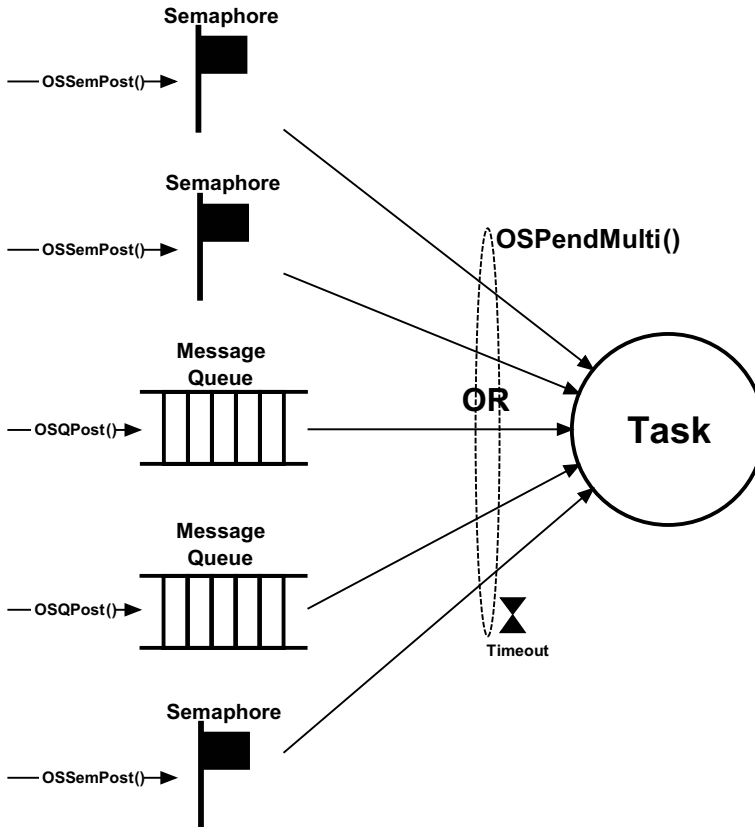 Semaphore
OSSemPost()
Semaphore
OSSemPost()
OSPendMulti()
Message
Queue
OSQPost()
OR
Task
Message
Queue
OSQPost()
Timeout
Semaphore
OSSemPost()